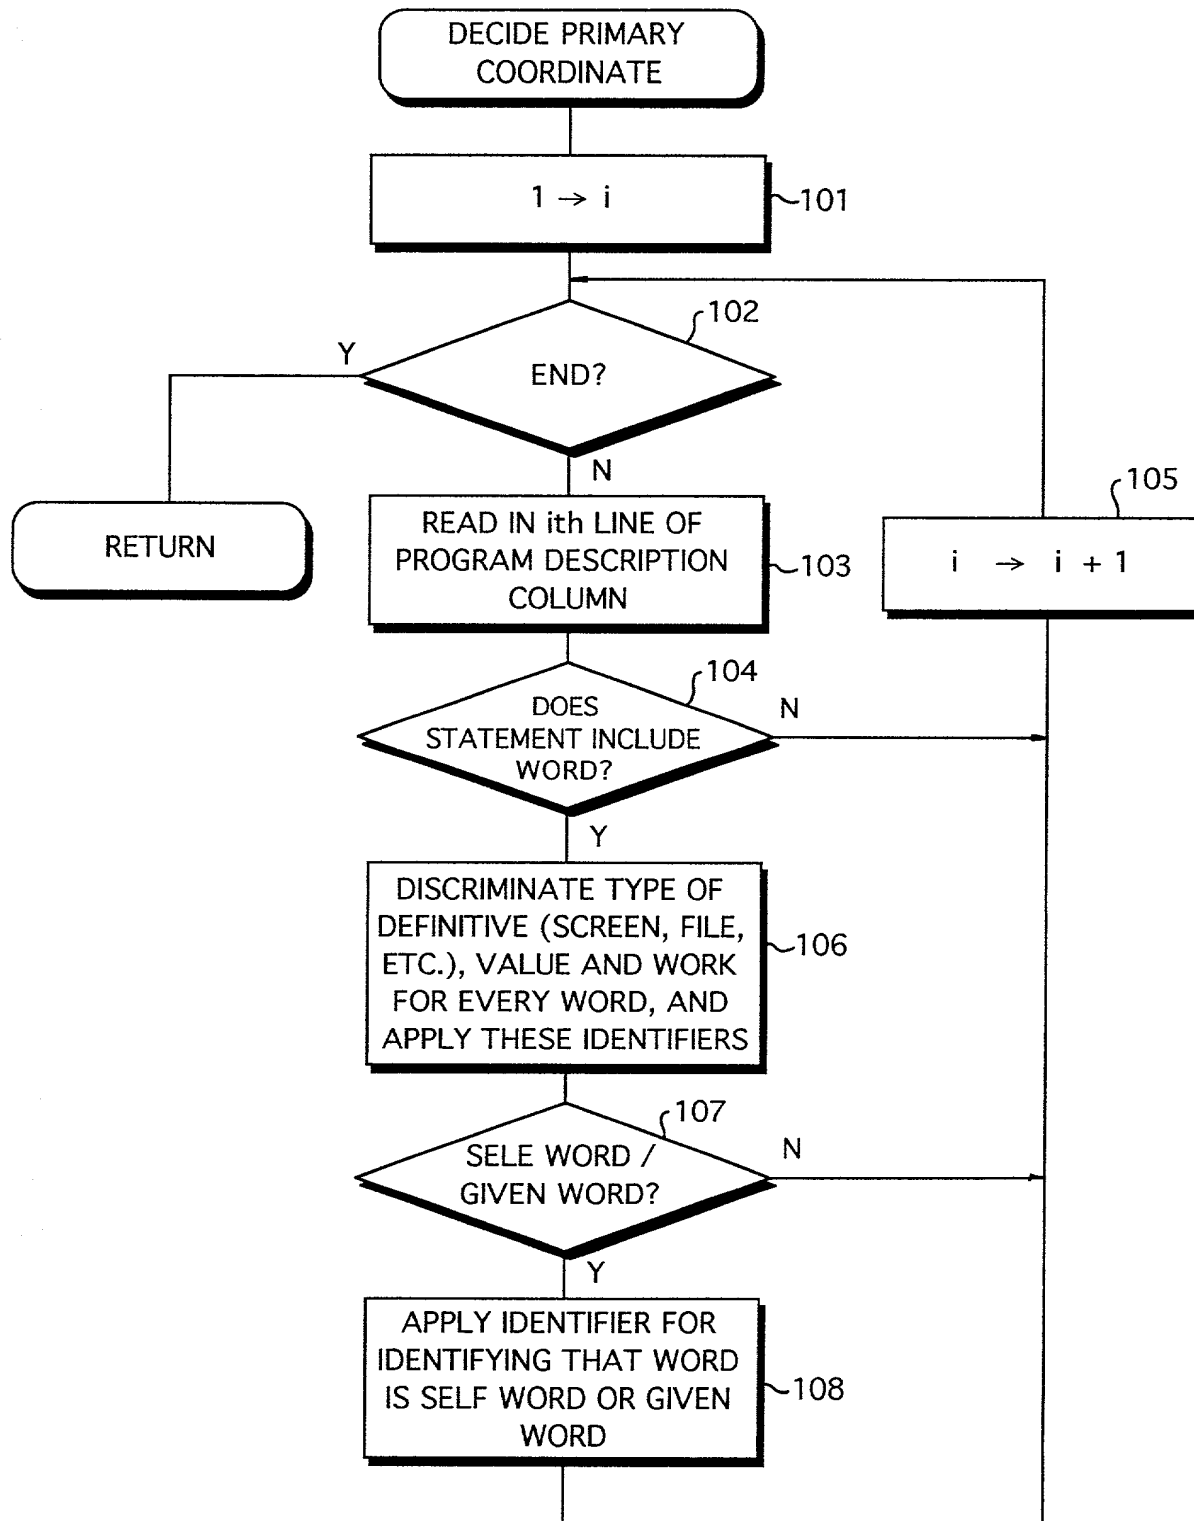 DECIDE PRIMARY
COORDINATE
1 → i
101
END?
102
Y
N
RETURN
READ IN ith LINE OF
PROGRAM DESCRIPTION
COLUMN
103
105
i → i + 1
DOES
STATEMENT INCLUDE
WORD?
104
N
Y
DISCRIMINATE TYPE OF
DEFINITIVE (SCREEN, FILE,
ETC.), VALUE AND WORK
FOR EVERY WORD, AND
APPLY THESE IDENTIFIERS
106
SELE WORD /
GIVEN WORD?
107
N
Y
APPLY IDENTIFIER FOR
IDENTIFYING THAT WORD
IS SELF WORD OR GIVEN
WORD
108